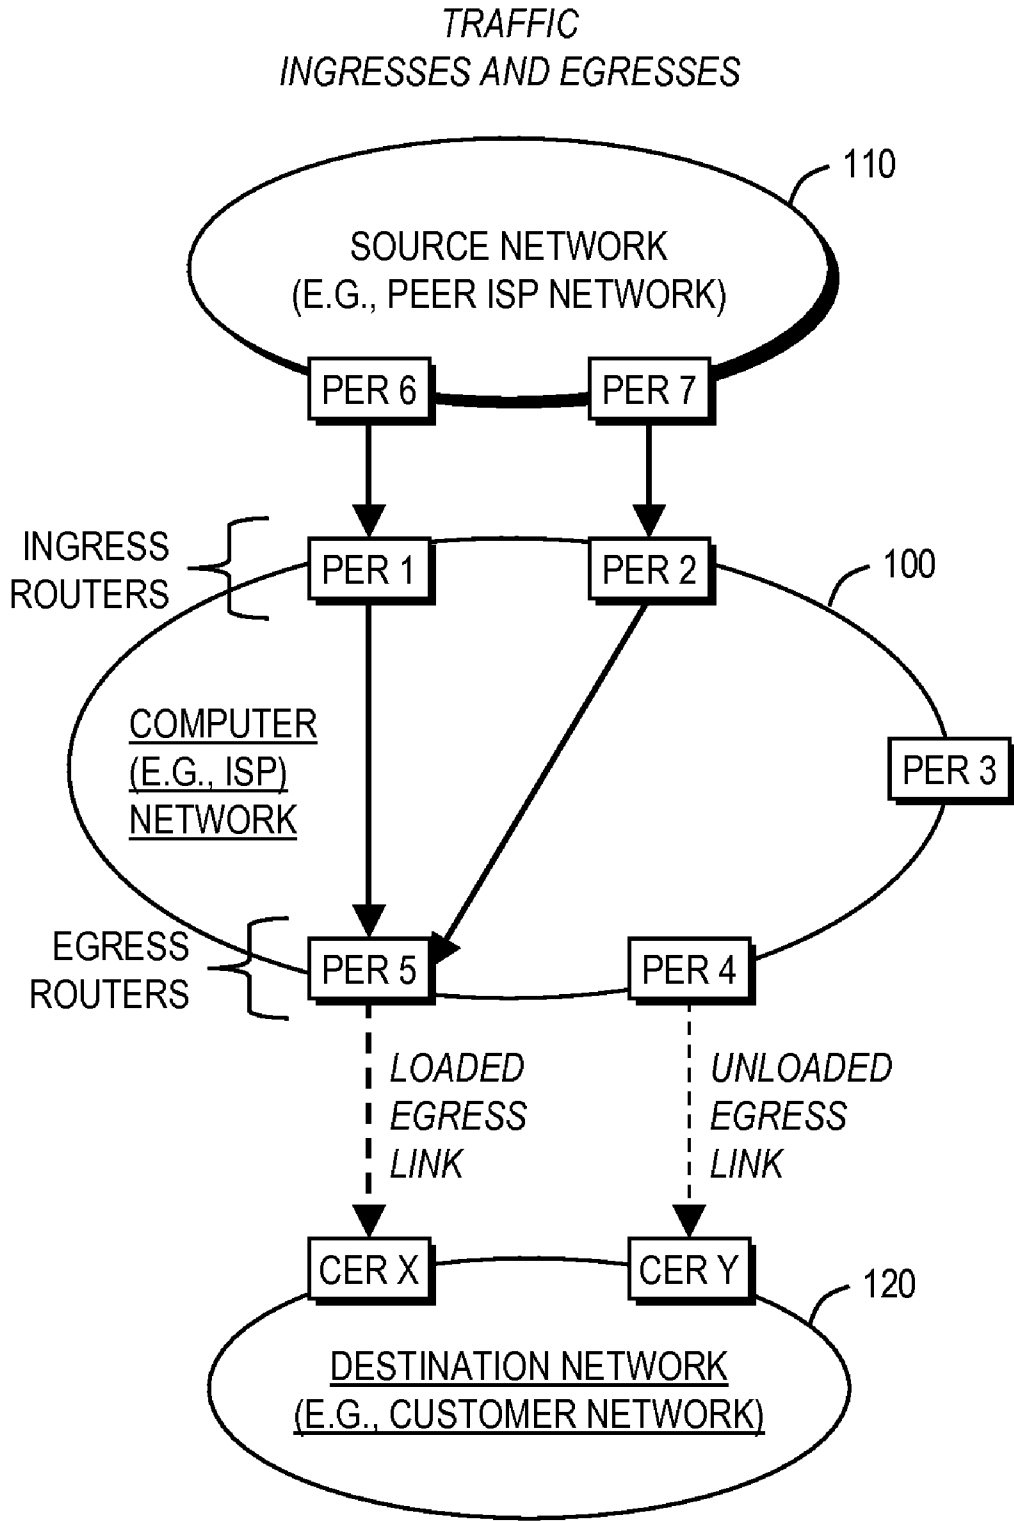 TRAFFIC
INGRESSES AND EGRESSES
110
SOURCE NETWORK
(E.G., PEER ISP NETWORK)
PER 6
PER 7
INGRESS
ROUTERS
PER 1
PER 2
100
COMPUTER
(E.G., ISP)
NETWORK
PER 3
EGRESS
ROUTERS
PER 5
PER 4
LOADED
EGRESS
LINK
UNLOADED
EGRESS
LINK
CER X
CER Y
120
DESTINATION NETWORK
(E.G., CUSTOMER NETWORK)